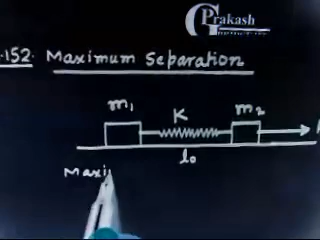 G Prakash
.152. Maximum Separation
m1 K m2
l0
Maxi